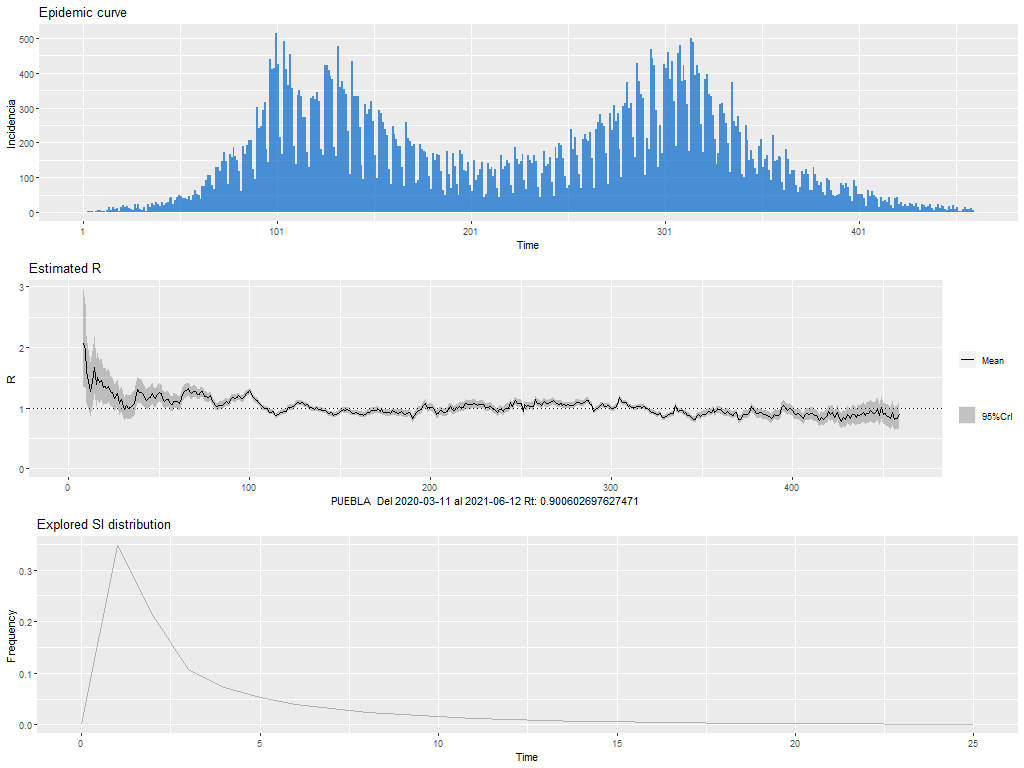 Epidemic curve
500
400
300
200
100
0
Incidencia
1
101
201
301
401
Time
Estimated R
3
2
1
0
R
0
100
200
300
400
PUEBLA Del 2020-03-11 al 2021-06-12 Rt: 0.900602697627471
Mean
95%CrI
Explored SI distribution
0.3
0.2
0.1
0.0
Frequency
0
5
10
15
20
25
Time